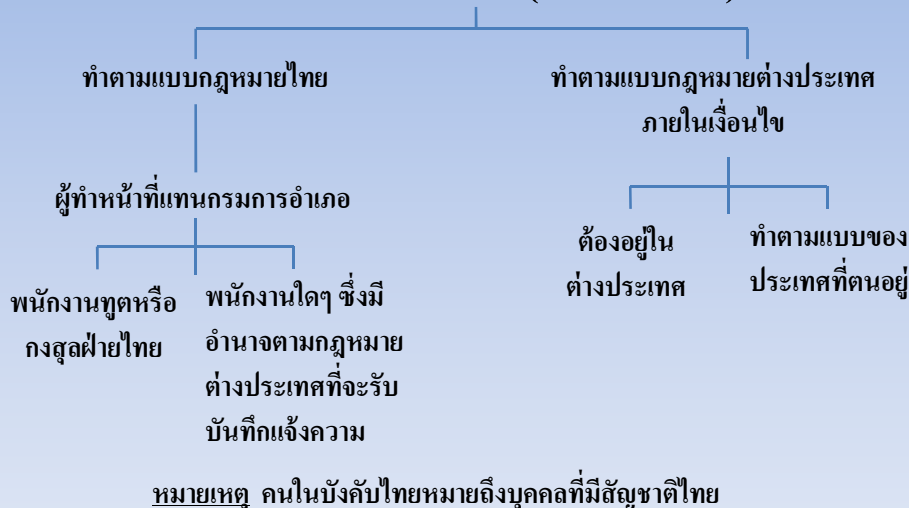 ทำตามแบบกฎหมายไทย
ทำตามแบบกฎหมายต่างประเทศ
ภายในเงื่อนไข
ผู้ทำหน้าที่แทนกรมการอำเภอ
ต้องอยู่ใน
ต่างประเทศ
ทำตามแบบของ
ประเทศที่ตนอยู่
พนักงานทูตหรือ
กงสุลฝ่ายไทย
พนักงานใดๆ ซึ่งมี
อำนาจตามกฎหมาย
ต่างประเทศที่จะรับ
บันทึกแจ้งความ
หมายเหตุ คนในบังคับไทยหมายถึงบุคคลที่มีสัญชาติไทย